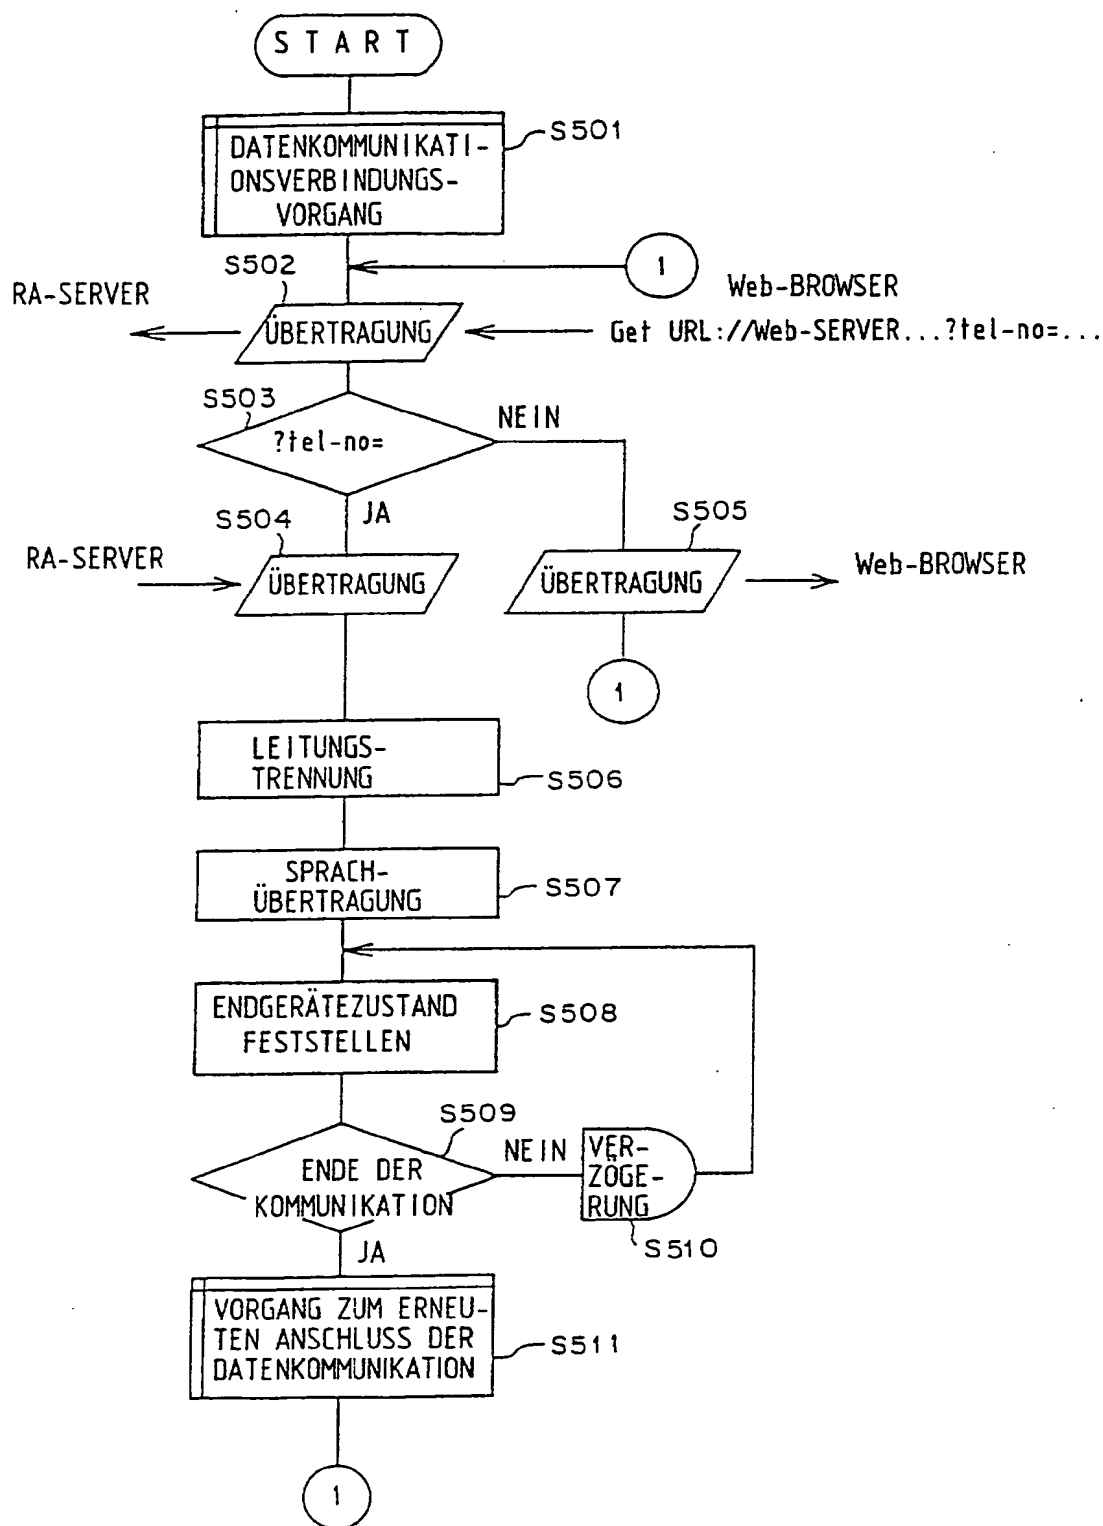 START
S501
DATENKOMMUNIKATI-
ONSVERBINDUNGS-
VORGANG
1
S502
RA-SERVER
Web-BROWSER
ÜBERTRAGUNG
Get URL://Web-SERVER...?tel-no=...
S503
NEIN
?tel-no=
JA
S504
S505
RA-SERVER
ÜBERTRAGUNG
ÜBERTRAGUNG
Web-BROWSER
1
LEITUNGS-
TRENNUNG
S506
SPRACH-
ÜBERTRAGUNG
S507
ENDGERÄTEZUSTAND
FESTSTELLEN
S508
S509
ENDE DER
KOMMUNIKATION
NEIN
VER-
ZÖGE-
RUNG
S510
JA
VORGANG ZUM ERNEU-
TEN ANSCHLUSS DER
DATENKOMMUNIKATION
S511
1